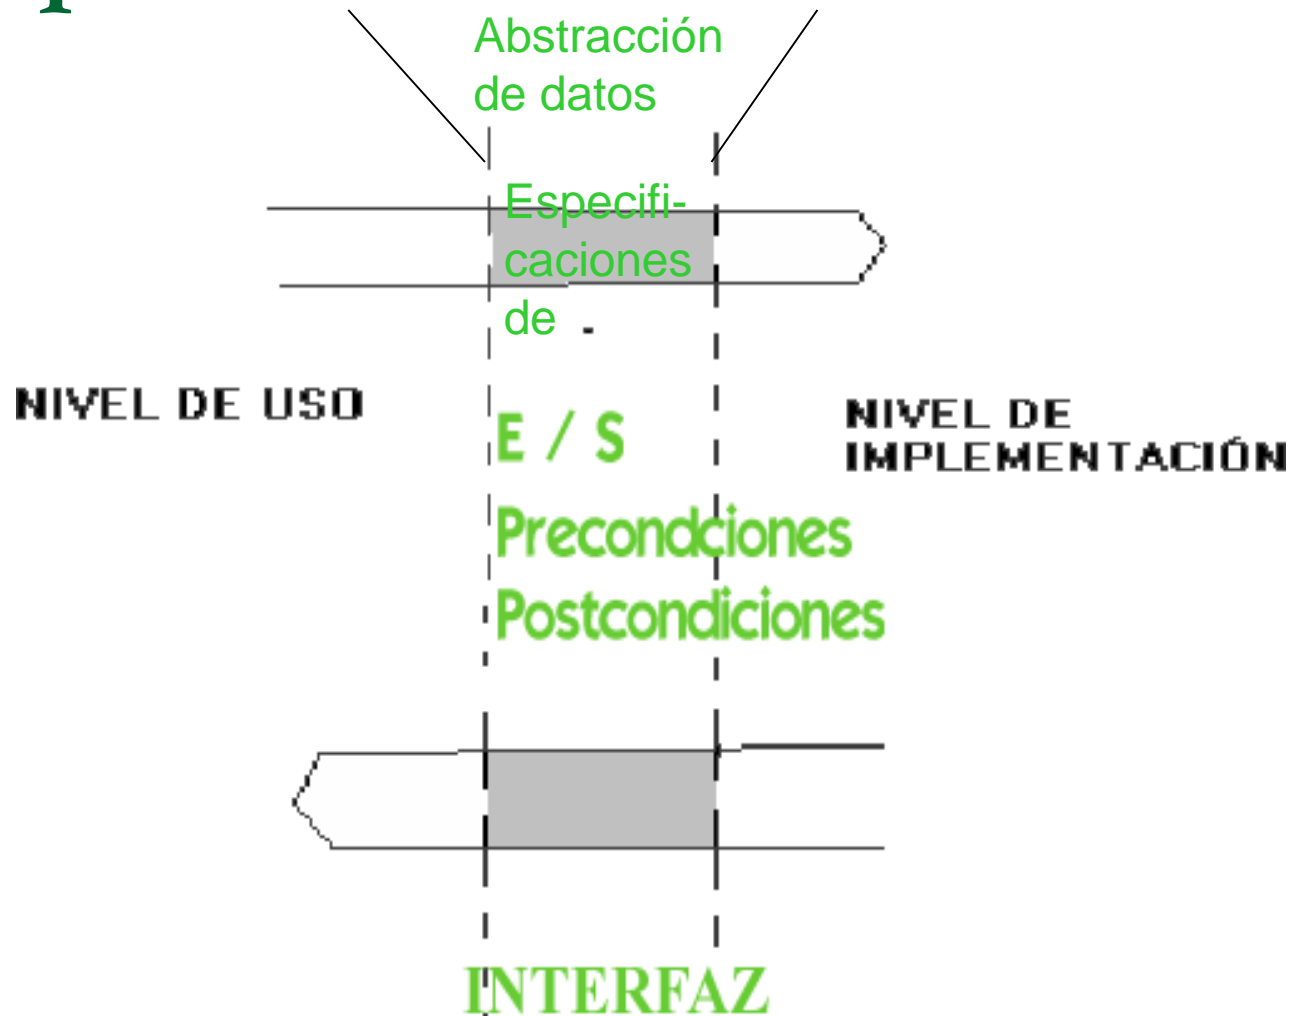 Abstracción
de datos
Especifi-
caciones
de
NIVEL DE USO
E / S
NIVEL DE
IMPLEMENTACIÓN
Precondciones
Postcondiciones
INTERFAZ